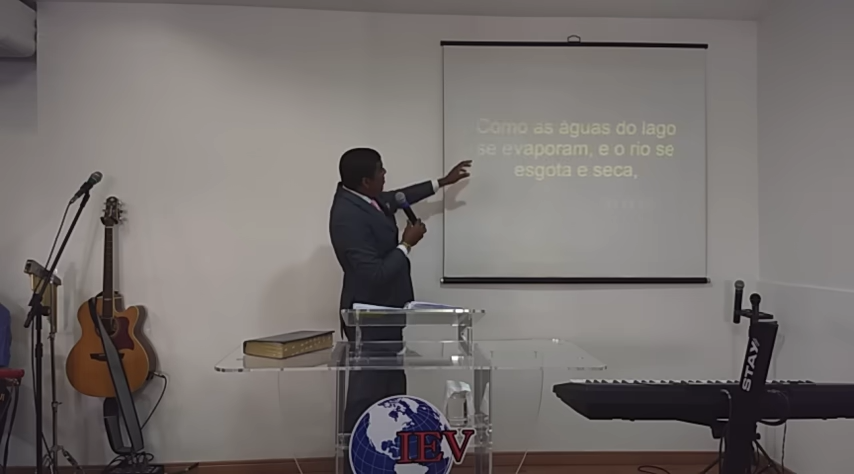 Como as águas do lago
se evaporam, e o rio se
esgota e seca,
IEV
STAY